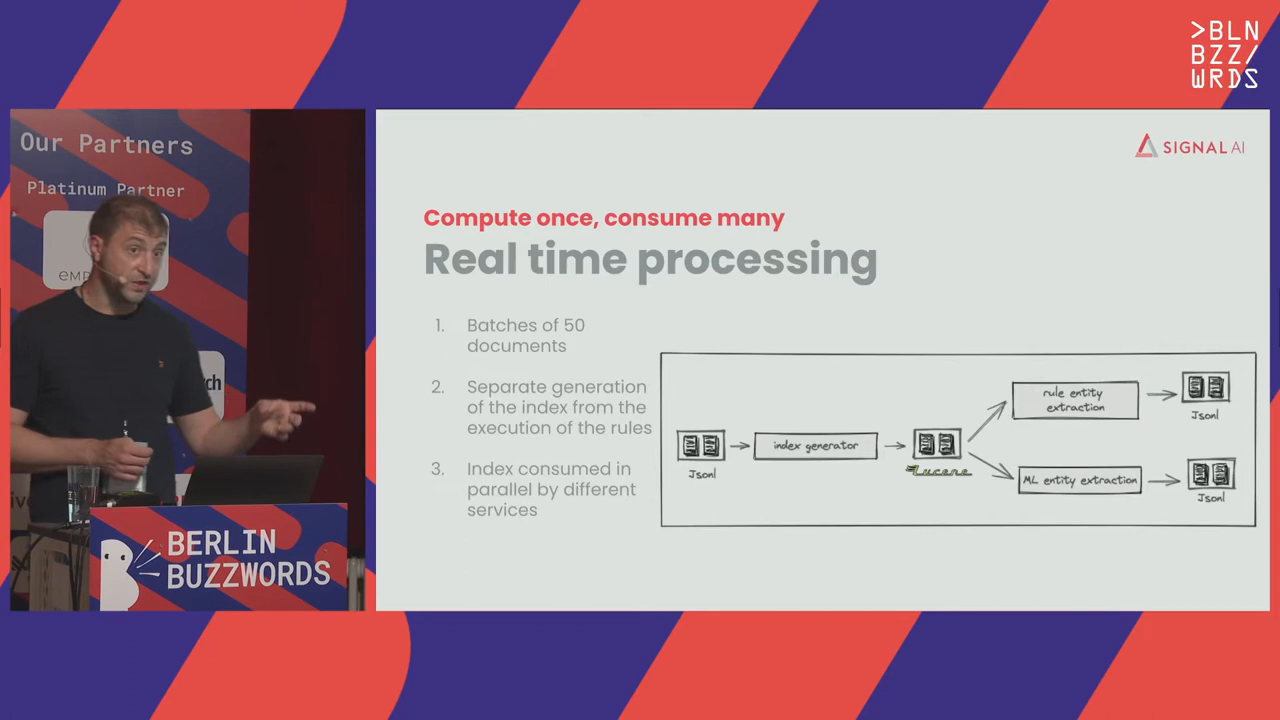 >BLN
BZZ/
WRDS
Our Partners
Platinum Partner
SIGNAL AI
Compute once, consume many
Real time processing
1. Batches of 50
documents
2. Separate generation
of the index from the
execution of the rules
3. Index consumed in
parallel by different
services
Jsonl
index generator
Lucene
rule entity
extraction
Jsonl
ML entity extraction
Jsonl
BERLIN
BUZZWORDS